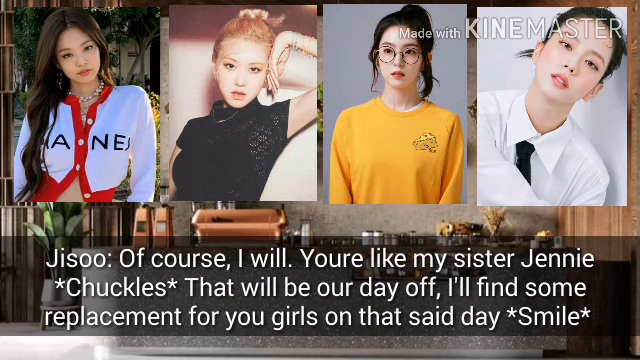 Made with KINEMASTER
HANEL
Jisoo: Of course, I will. Youre like my sister Jennie
*Chuckles* That will be our day off, I'll find some
replacement for you girls on that said day *Smile*